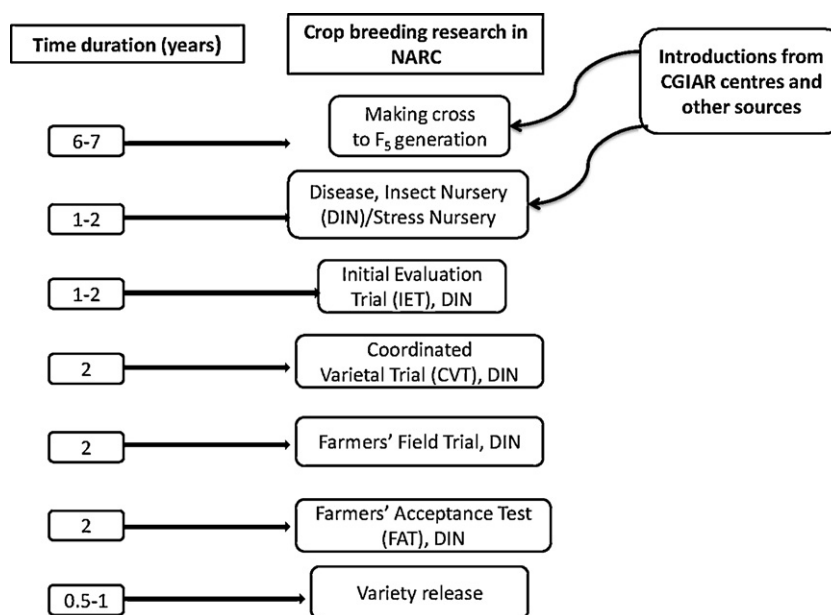 Time duration (years)
Crop breeding research in
NARC
Introductions from
CGIAR centres and
other sources
6-7
Making cross
to F₅ generation
1-2
Disease, Insect Nursery
(DIN)/Stress Nursery
1-2
Initial Evaluation
Trial (IET), DIN
2
Coordinated
Varietal Trial (CVT), DIN
2
Farmers' Field Trial, DIN
2
Farmers' Acceptance Test
(FAT), DIN
0.5-1
Variety release